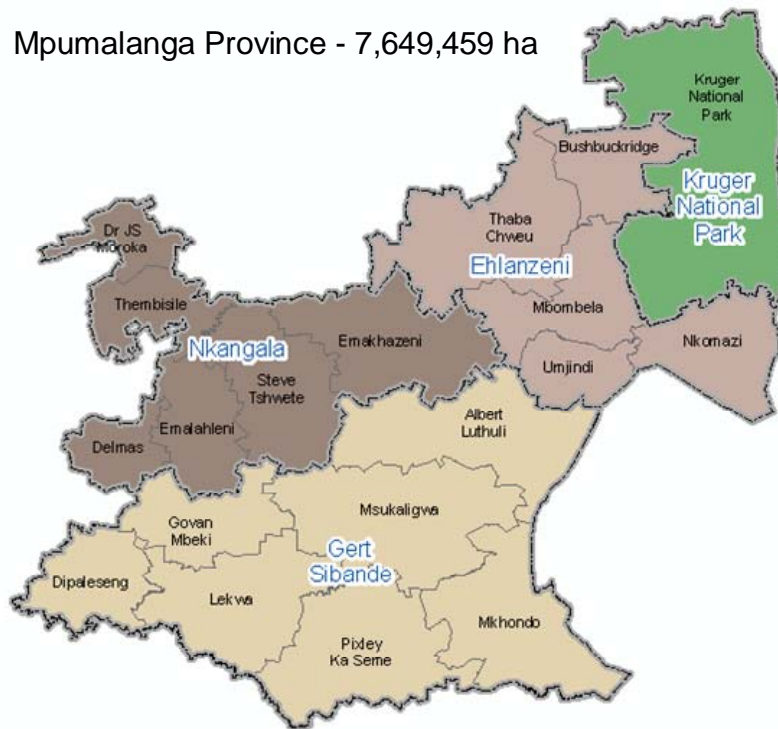 Mpumalanga Province - 7,649,459 ha
Kruger
National
Park
Bushbuckridge
Kruger
National
Park
Thaba
Chweu
Ehlanzeni
Dr JS
Moroka
Thembisile
Mbombela
Nkomazi
Umjindi
Emakhazeni
Nkangala
Steve
Tshwete
Emalahleni
Delmas
Albert
Luthuli
Msukaligwa
Govan
Mbeki
Gert
Sibande
Dipaleseng
Lekwa
Mkhondo
Pixley
Ka Seme